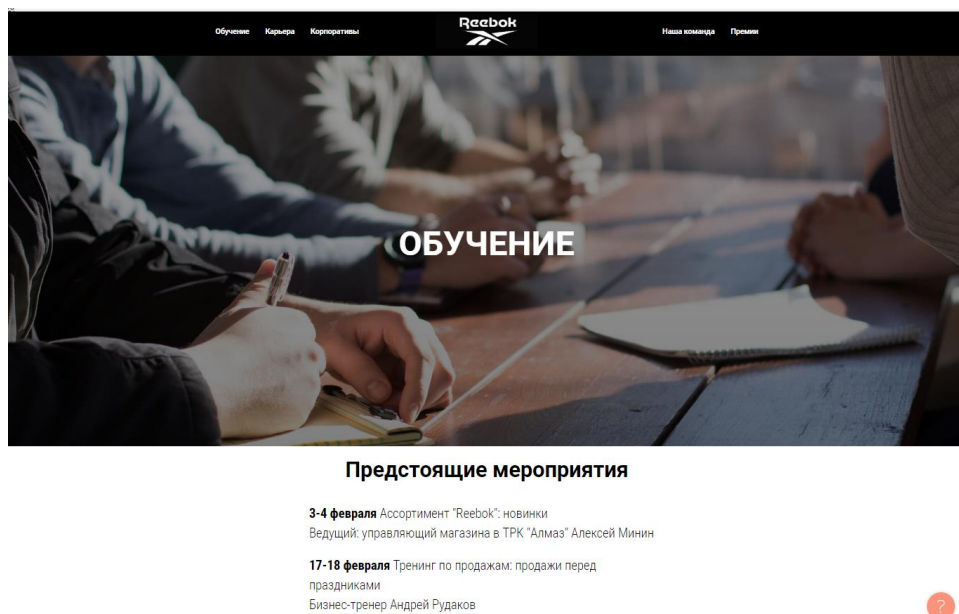 Обучение Карьера Корпоративы Reebok Наша команда Премии
ОБУЧЕНИЕ
Предстоящие мероприятия
3-4 февраля Ассортимент "Reebok": новинки
Ведущий: управляющий магазина в ТРК "Алмаз" Алексей Минин
17-18 февраля Тренинг по продажам: продажи перед
праздниками
Бизнес-тренер Андрей Рудаков
?